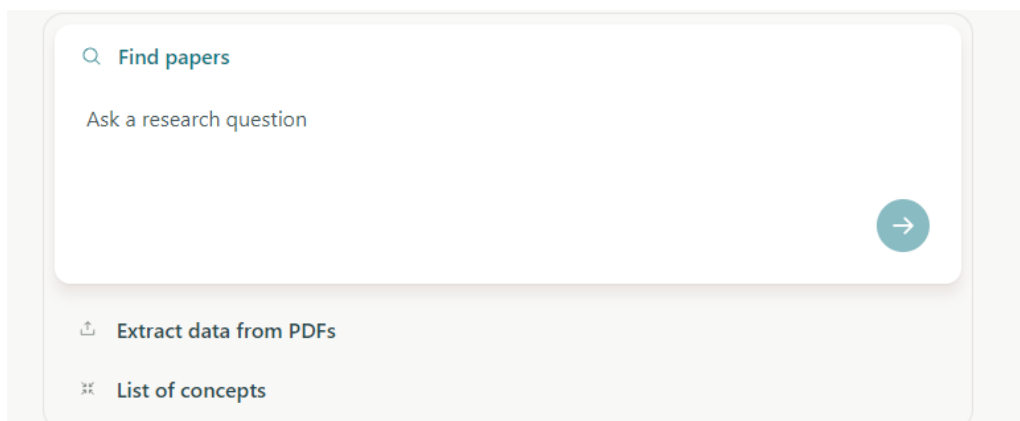 Find papers
Ask a research question
Extract data from PDFs
List of concepts